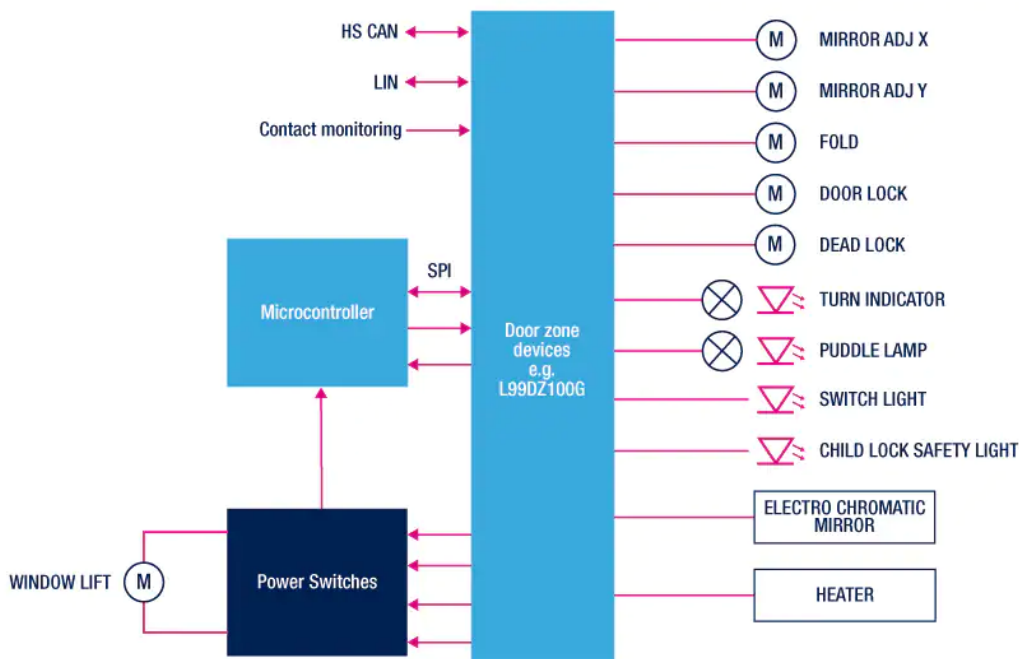 HS CAN
LIN
Contact monitoring
SPI
Microcontroller
Door zone
devices
e.g.
L99DZ100G
Power Switches
WINDOW LIFT
M
M
MIRROR ADJ X
M
MIRROR ADJ Y
M
FOLD
M
DOOR LOCK
M
DEAD LOCK
TURN INDICATOR
PUDDLE LAMP
SWITCH LIGHT
CHILD LOCK SAFETY LIGHT
ELECTRO CHROMATIC
MIRROR
HEATER